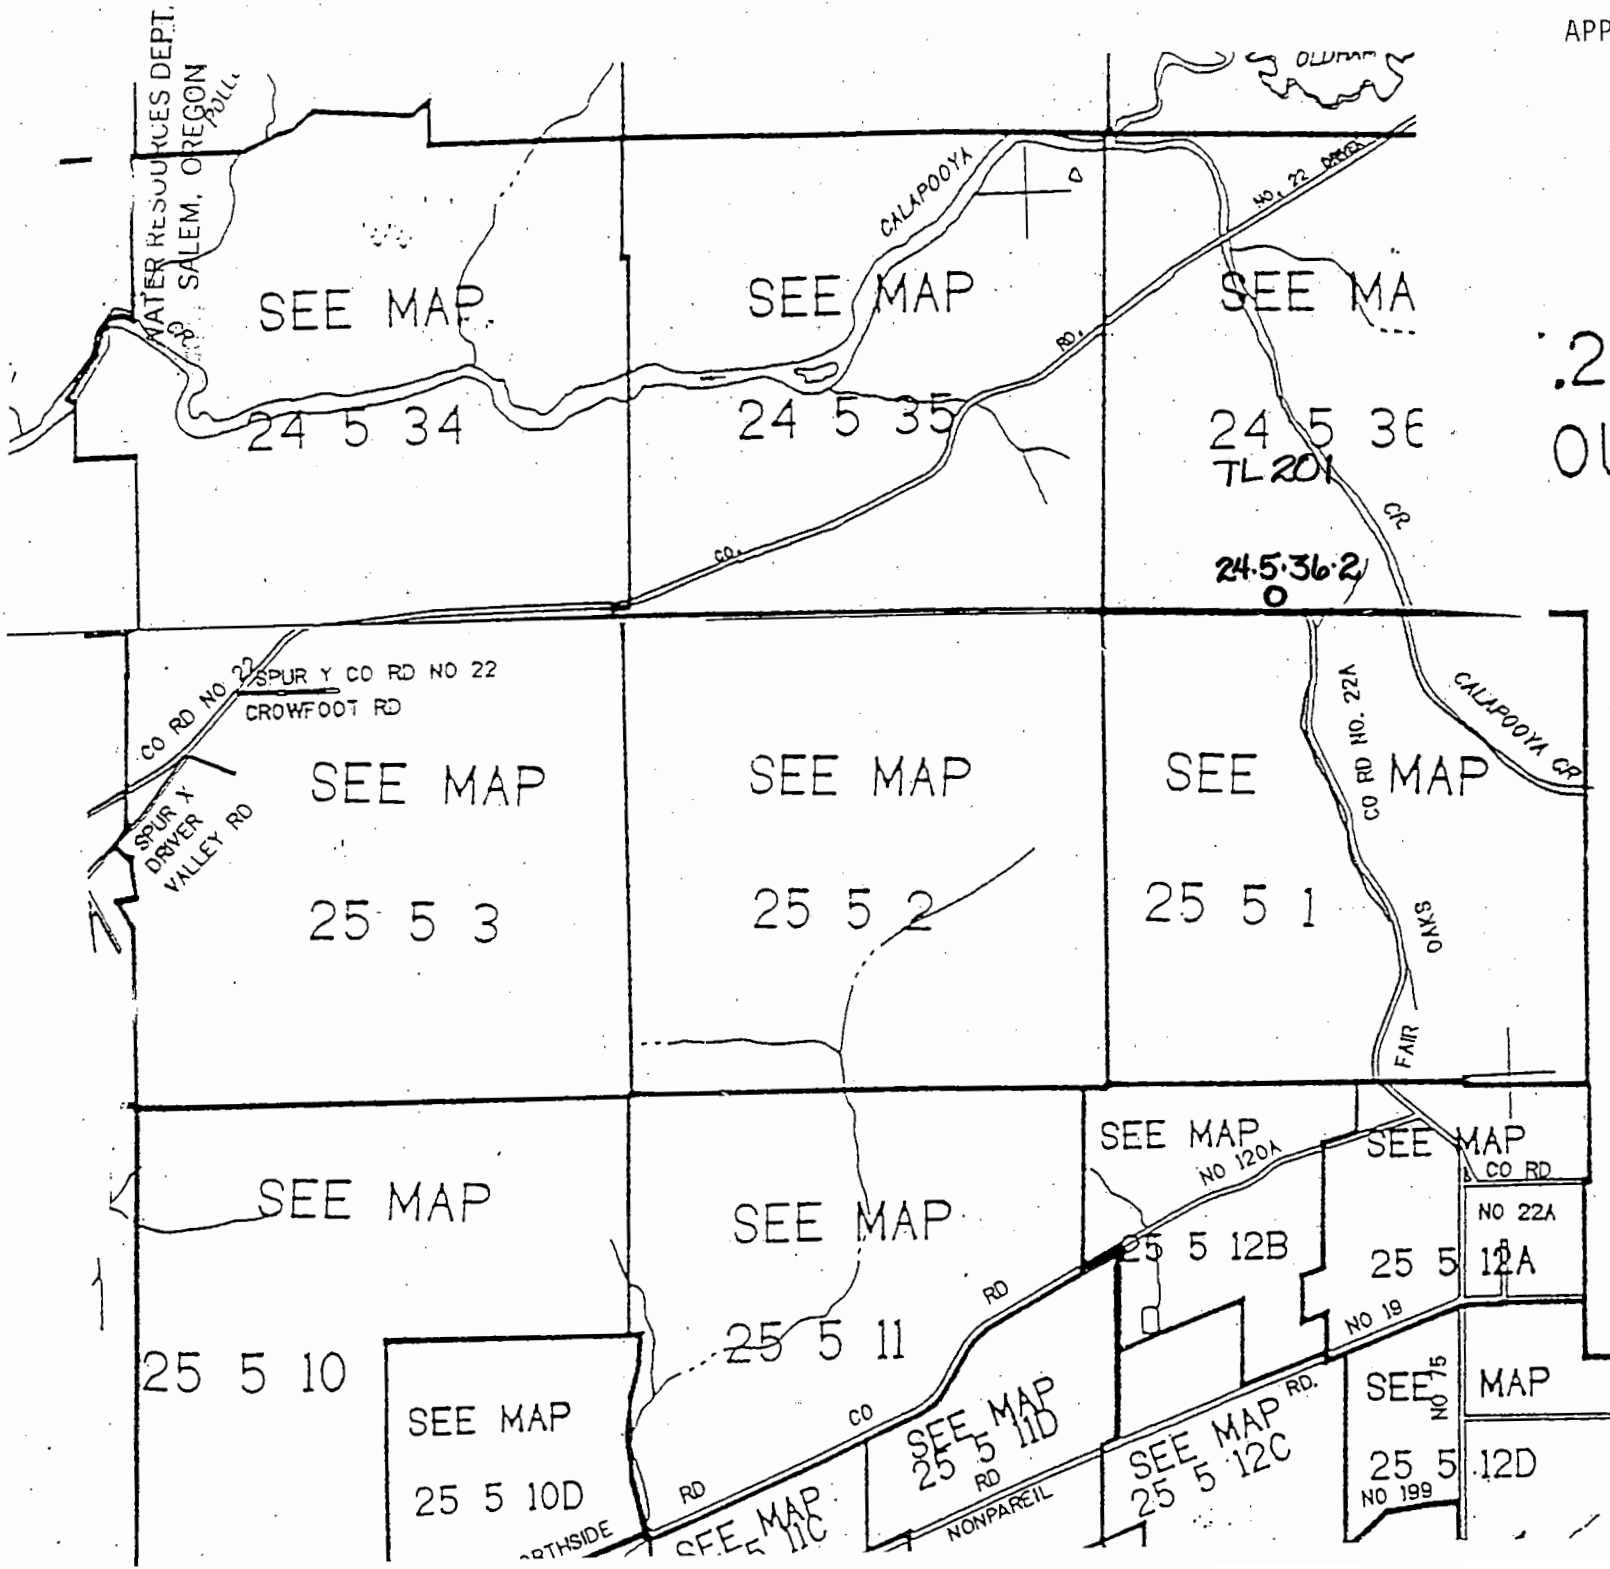 APP
WATER RESOURCES DEPT.
SALEM, OREGON
OLDHAM
CALAPOOYA
NO. 22 DRIVER
CR
SEE MAP
SEE MAP
SEE MA
RD.
24 5 34
24 5 35
24 5 36
TL 201
CR
CO.
24.5.36.2
CO RD NO 22
SPUR Y CO RD NO 22
CROWFOOT RD
CO RD NO. 22A
CALAPOOYA CR
SEE MAP
SEE MAP
SEE MAP
SPUR X
DRIVER
VALLEY RD
25 5 3
25 5 2
25 5 1
FAIR OAKS
SEE MAP
SEE MAP
SEE MAP
SEE MAP
NO 120A
CO RD
NO 22A
25 5 12B
25 5 12A
RD
NO 19
25 5 10
25 5 11
SEE MAP
SEE MAP
NO 75
CO
SEE MAP
25 5 11D
RD.
SEE MAP
25 5 12C
25 5 10D
RD
RD
NONPAREIL
25 5 12D
NO 199
ORTHSIDE
SEE MAP
5 11C